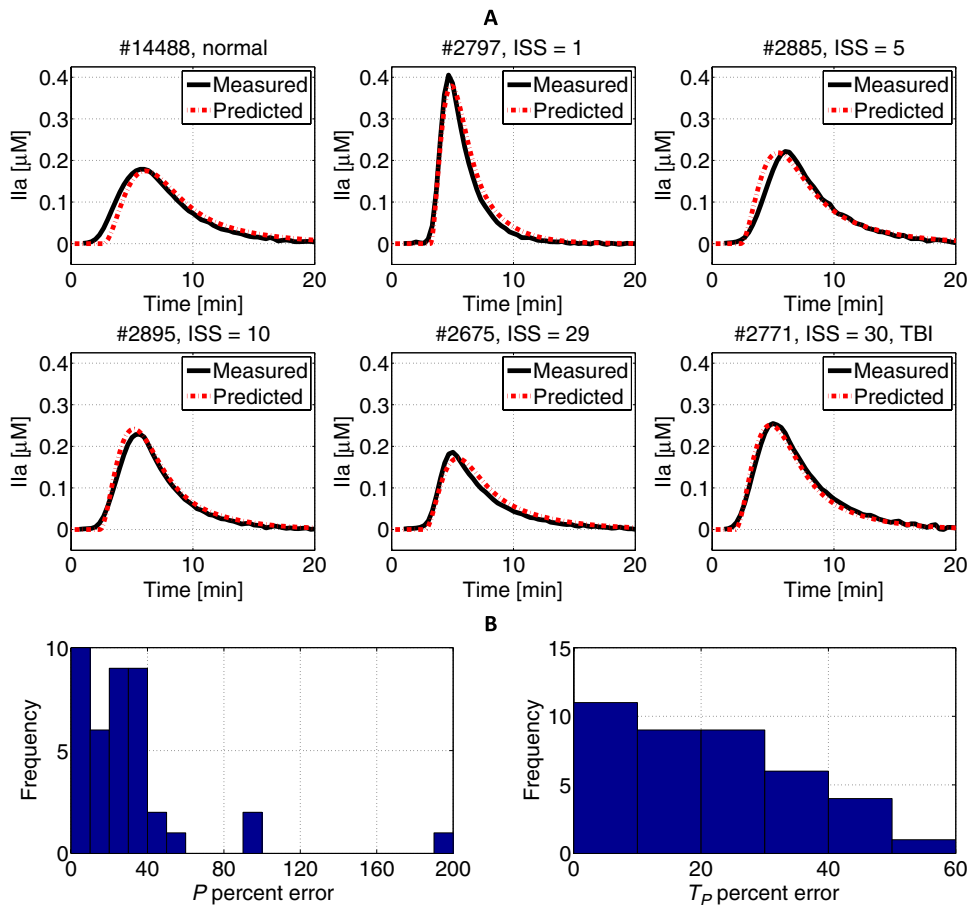 A
#14488, normal
#2797, ISS = 1
#2885, ISS = 5
0.4
0.3
0.2
0.1
0
IIa [μM]
Measured
Predicted
0
10
20
Time [min]
0.4
0.3
0.2
0.1
0
IIa [μM]
Measured
Predicted
0
10
20
Time [min]
0.4
0.3
0.2
0.1
0
IIa [μM]
Measured
Predicted
0
10
20
Time [min]
#2895, ISS = 10
#2675, ISS = 29
#2771, ISS = 30, TBI
0.4
0.3
0.2
0.1
0
IIa [μM]
Measured
Predicted
0
10
20
Time [min]
0.4
0.3
0.2
0.1
0
IIa [μM]
Measured
Predicted
0
10
20
Time [min]
0.4
0.3
0.2
0.1
0
IIa [μM]
Measured
Predicted
0
10
20
Time [min]
B
10
5
0
Frequency
0
40
80
120
160
200
P percent error
15
10
5
0
Frequency
0
20
40
60
T_P percent error